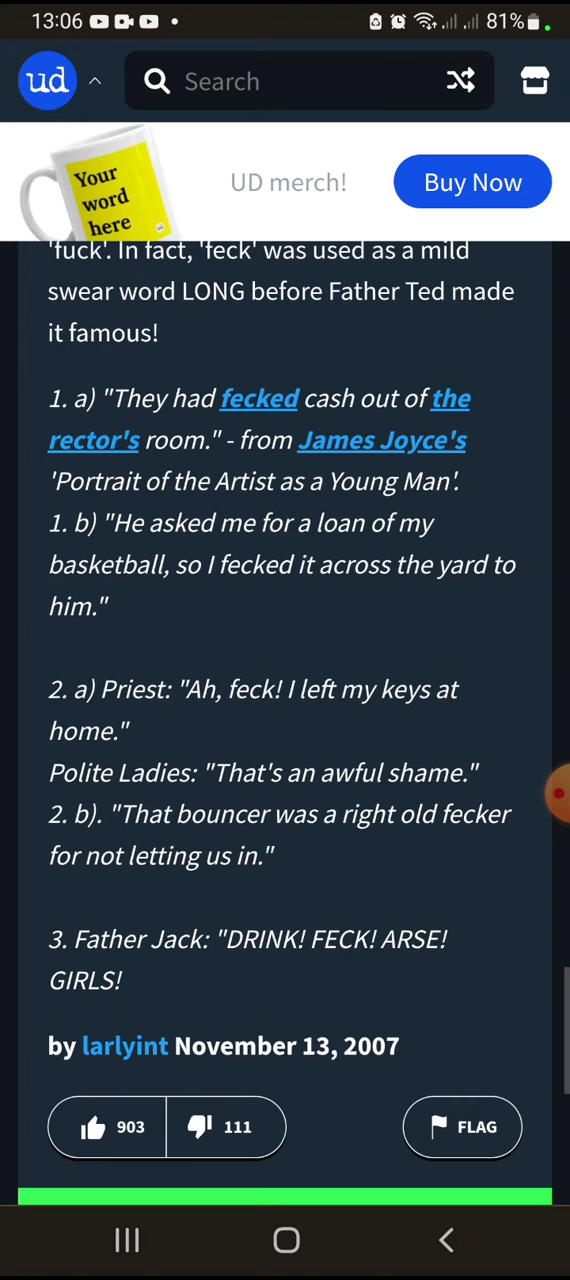 13:06
81%
ud
Search
Your
word
here
UD merch!
Buy Now
'fuck'. In fact, 'feck' was used as a mild
swear word LONG before Father Ted made
it famous!
1. a) "They had fecked cash out of the
rector's room." - from James Joyce's
'Portrait of the Artist as a Young Man'.
1. b) "He asked me for a loan of my
basketball, so I fecked it across the yard to
him."
2. a) Priest: "Ah, feck! I left my keys at
home."
Polite Ladies: "That's an awful shame."
2. b). "That bouncer was a right old fecker
for not letting us in."
3. Father Jack: "DRINK! FECK! ARSE!
GIRLS!
by larlyint November 13, 2007
903
111
FLAG